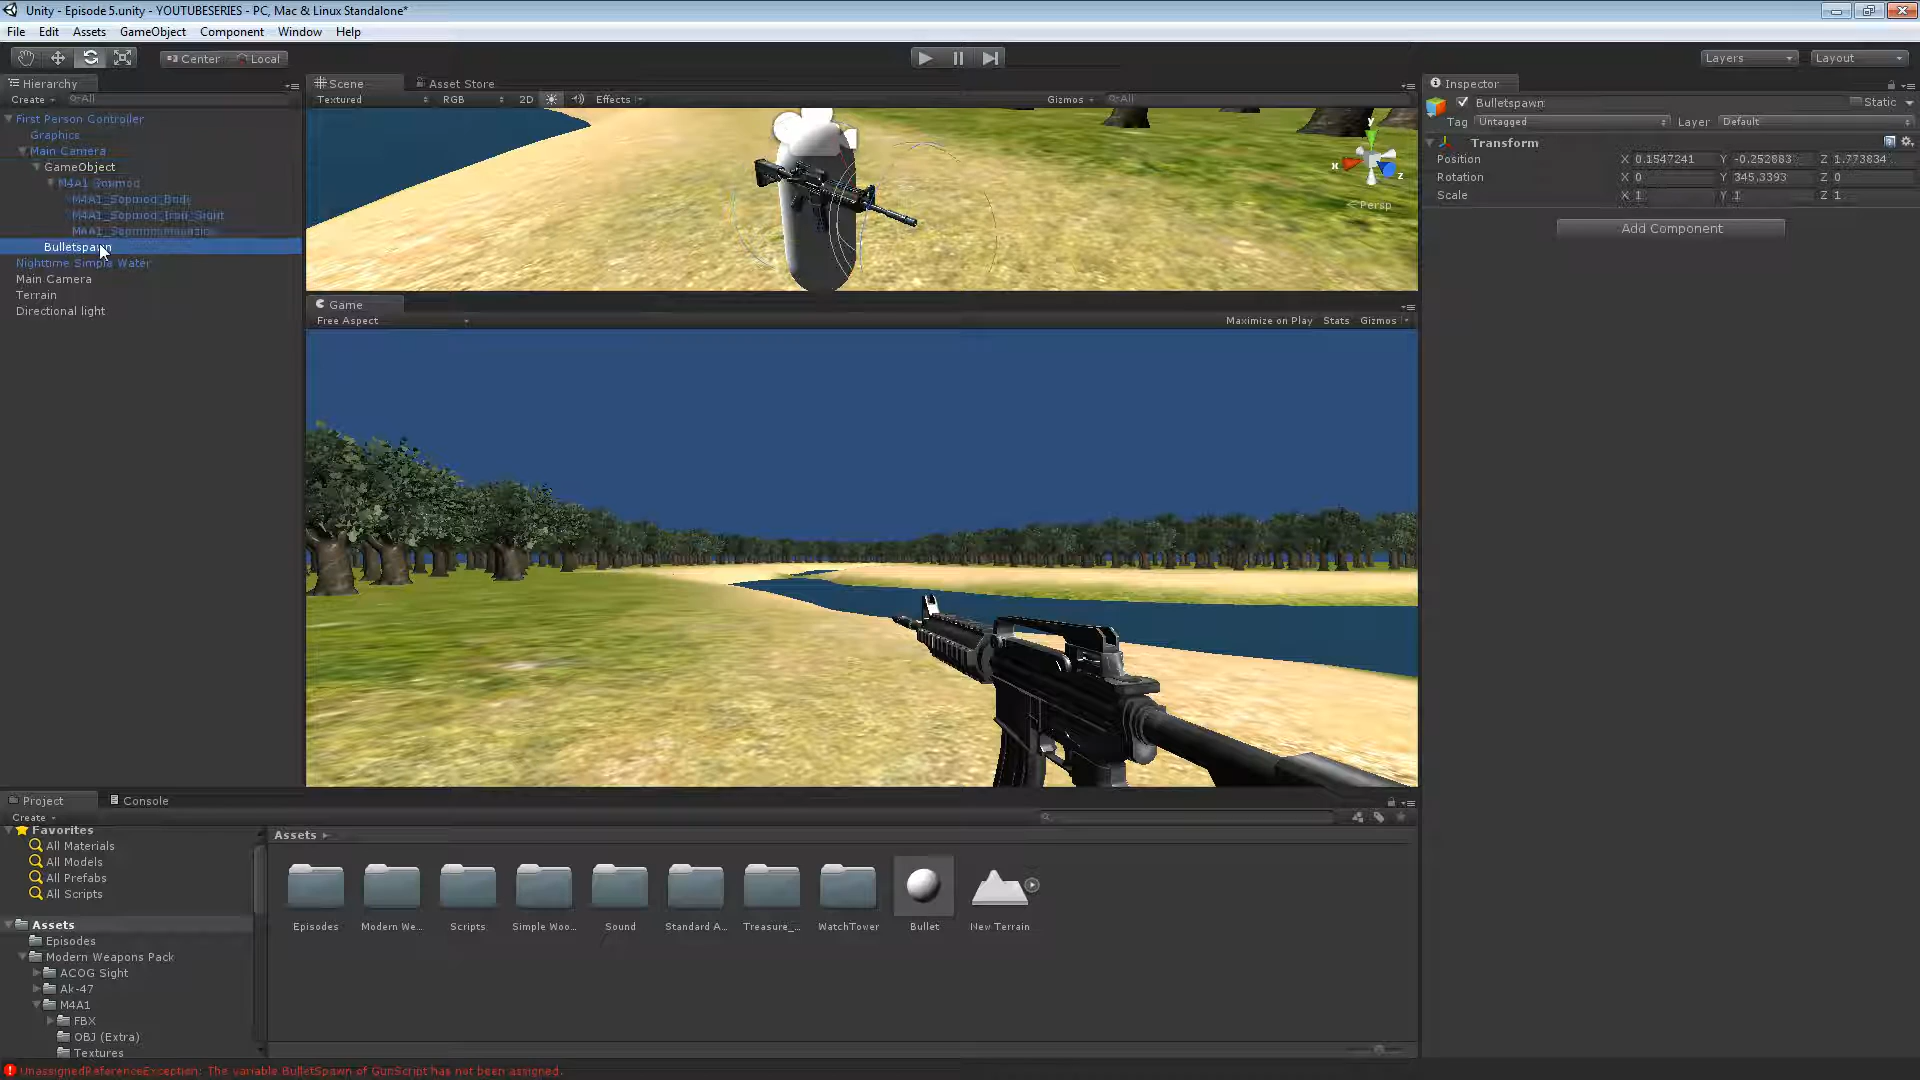 Unity - Episode 5.unity - YOUTUBESERIES - PC, Mac & Linux Standalone*
File Edit Assets GameObject Component Window Help
Center Local Layers Layout
Hierarchy
Create All
First Person Controller
Graphics
Main Camera
GameObject
M4A1 Sopmod
M4A1_Sopmod_Body
M4A1_Sopmod_Iron_Sight
Bulletspawn
Nighttime Simple Water
Main Camera
Terrain
Directional light
Scene Asset Store
Textured RGB 2D Effects Gizmos All
y
x
z
Persp
Game
Free Aspect Maximize on Play Stats Gizmos
Inspector
Bulletspawn Static
Tag Untagged Layer Default
Transform
Position X 0.1547241 Y -0.252883 Z 1.773834
Rotation X 0 Y 345.3393 Z 0
Scale X 1 Y 1 Z 1
Add Component
Project Console
Create
Favorites
All Materials
All Models
All Prefabs
All Scripts
Assets
Episodes
Modern Weapons Pack
ACOG Sight
Ak-47
M4A1
FBX
OBJ (Extra)
Textures
Assets
Episodes Modern We... Scripts Simple Woo... Sound Standard A... Treasure_... WatchTower Bullet New Terrain
UnassignedReferenceException: The variable BulletSpawn of GunScript has not been assigned.